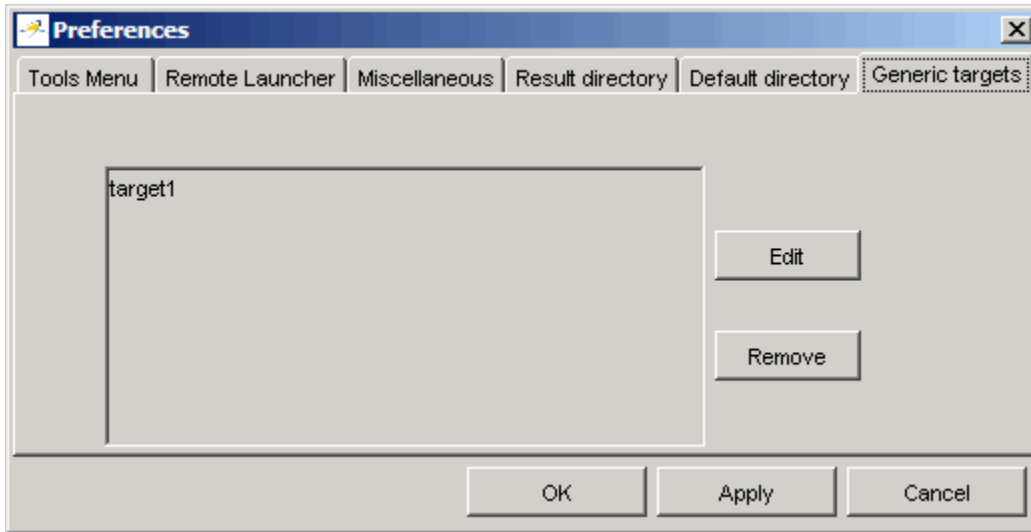 Preferences
Tools Menu Remote Launcher Miscellaneous Result directory Default directory Generic targets
target1
Edit
Remove
OK Apply Cancel